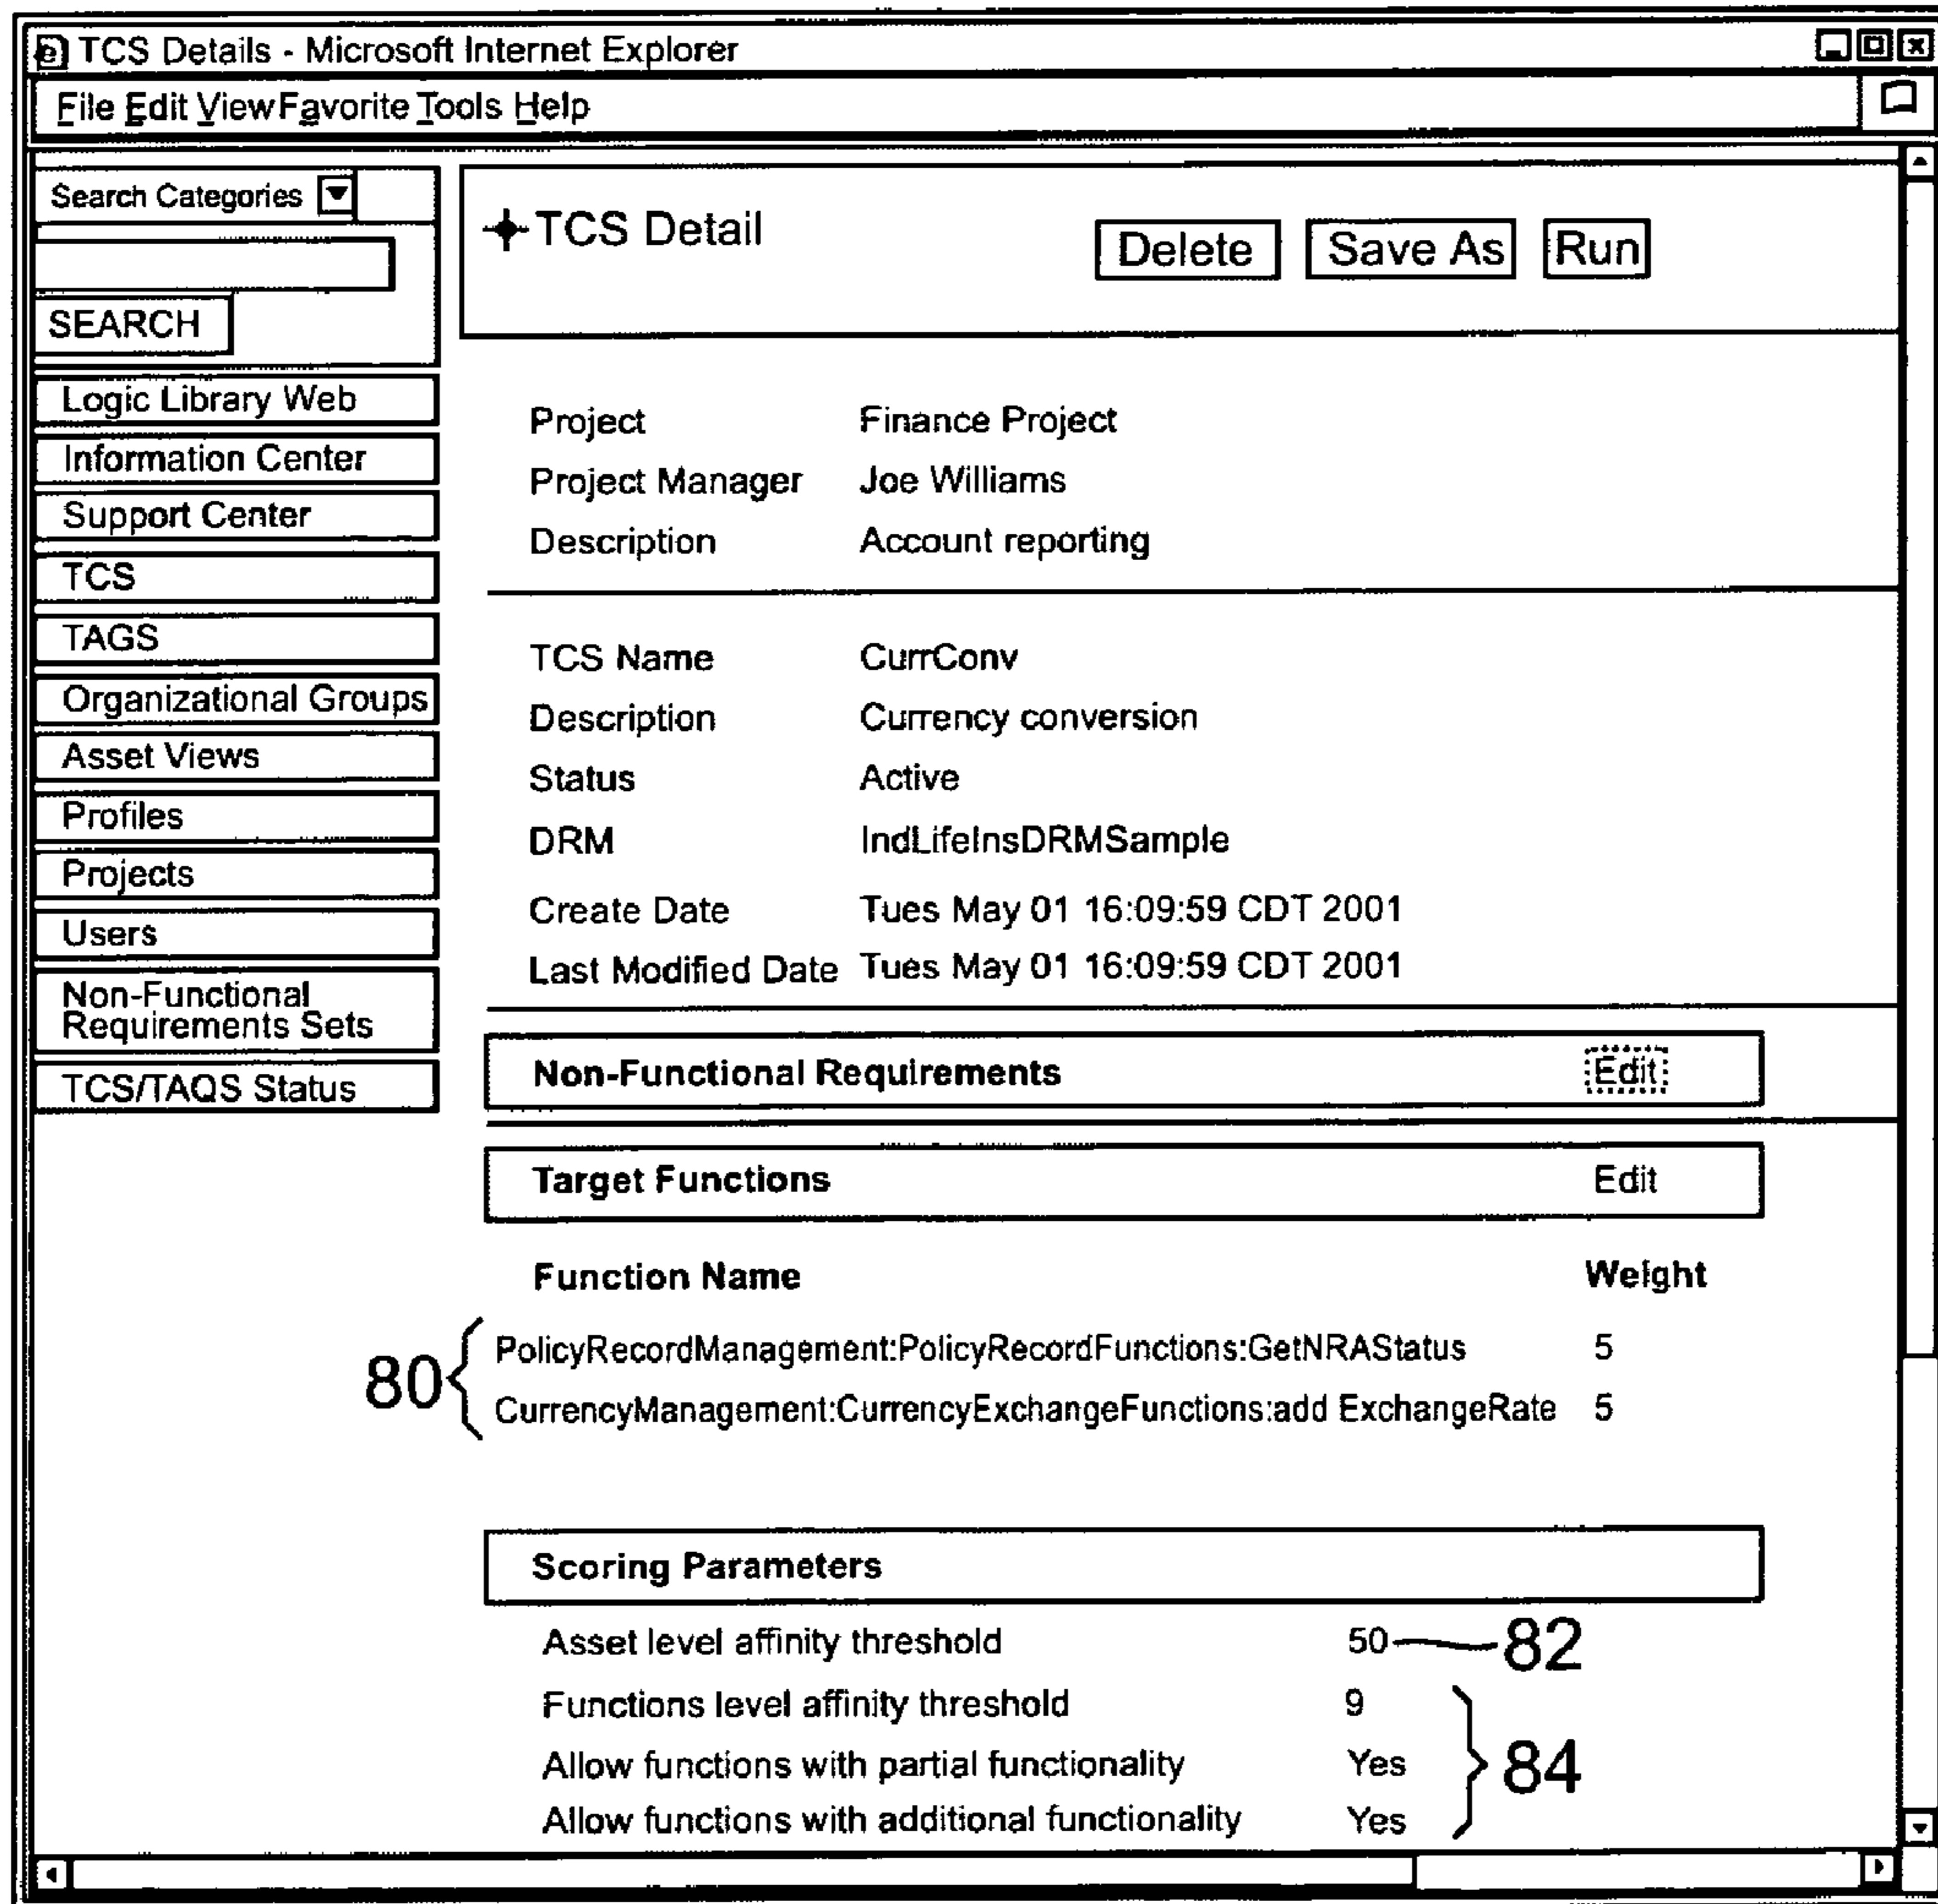 TCS Details - Microsoft Internet Explorer
File Edit View Favorite Tools Help
Search Categories
SEARCH
Logic Library Web
Information Center
Support Center
TCS
TAGS
Organizational Groups
Asset Views
Profiles
Projects
Users
Non-Functional
Requirements Sets
TCS/TAQS Status
TCS Detail
Delete Save As Run
Project Finance Project
Project Manager Joe Williams
Description Account reporting
TCS Name CurrConv
Description Currency conversion
Status Active
DRM IndLifeInsDRMSample
Create Date Tues May 01 16:09:59 CDT 2001
Last Modified Date Tues May 01 16:09:59 CDT 2001
Non-Functional Requirements Edit
Target Functions Edit
Function Name Weight
80
PolicyRecordManagement:PolicyRecordFunctions:GetNRAStatus 5
CurrencyManagement:CurrencyExchangeFunctions:add ExchangeRate 5
Scoring Parameters
Asset level affinity threshold 50 82
Functions level affinity threshold 9
Allow functions with partial functionality Yes 84
Allow functions with additional functionality Yes